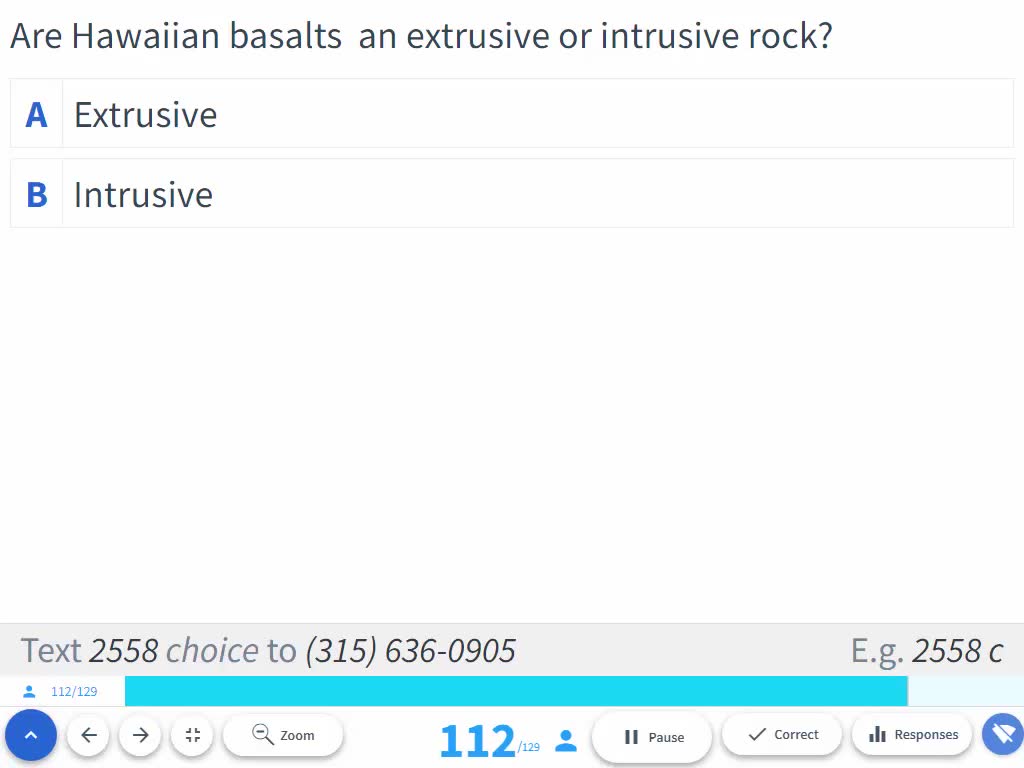 Are Hawaiian basalts  an extrusive or intrusive rock?
A Extrusive
B Intrusive
Text 2558 choice to (315) 636-0905 E.g. 2558 c
112/129
Zoom 112/129 Pause Correct Responses